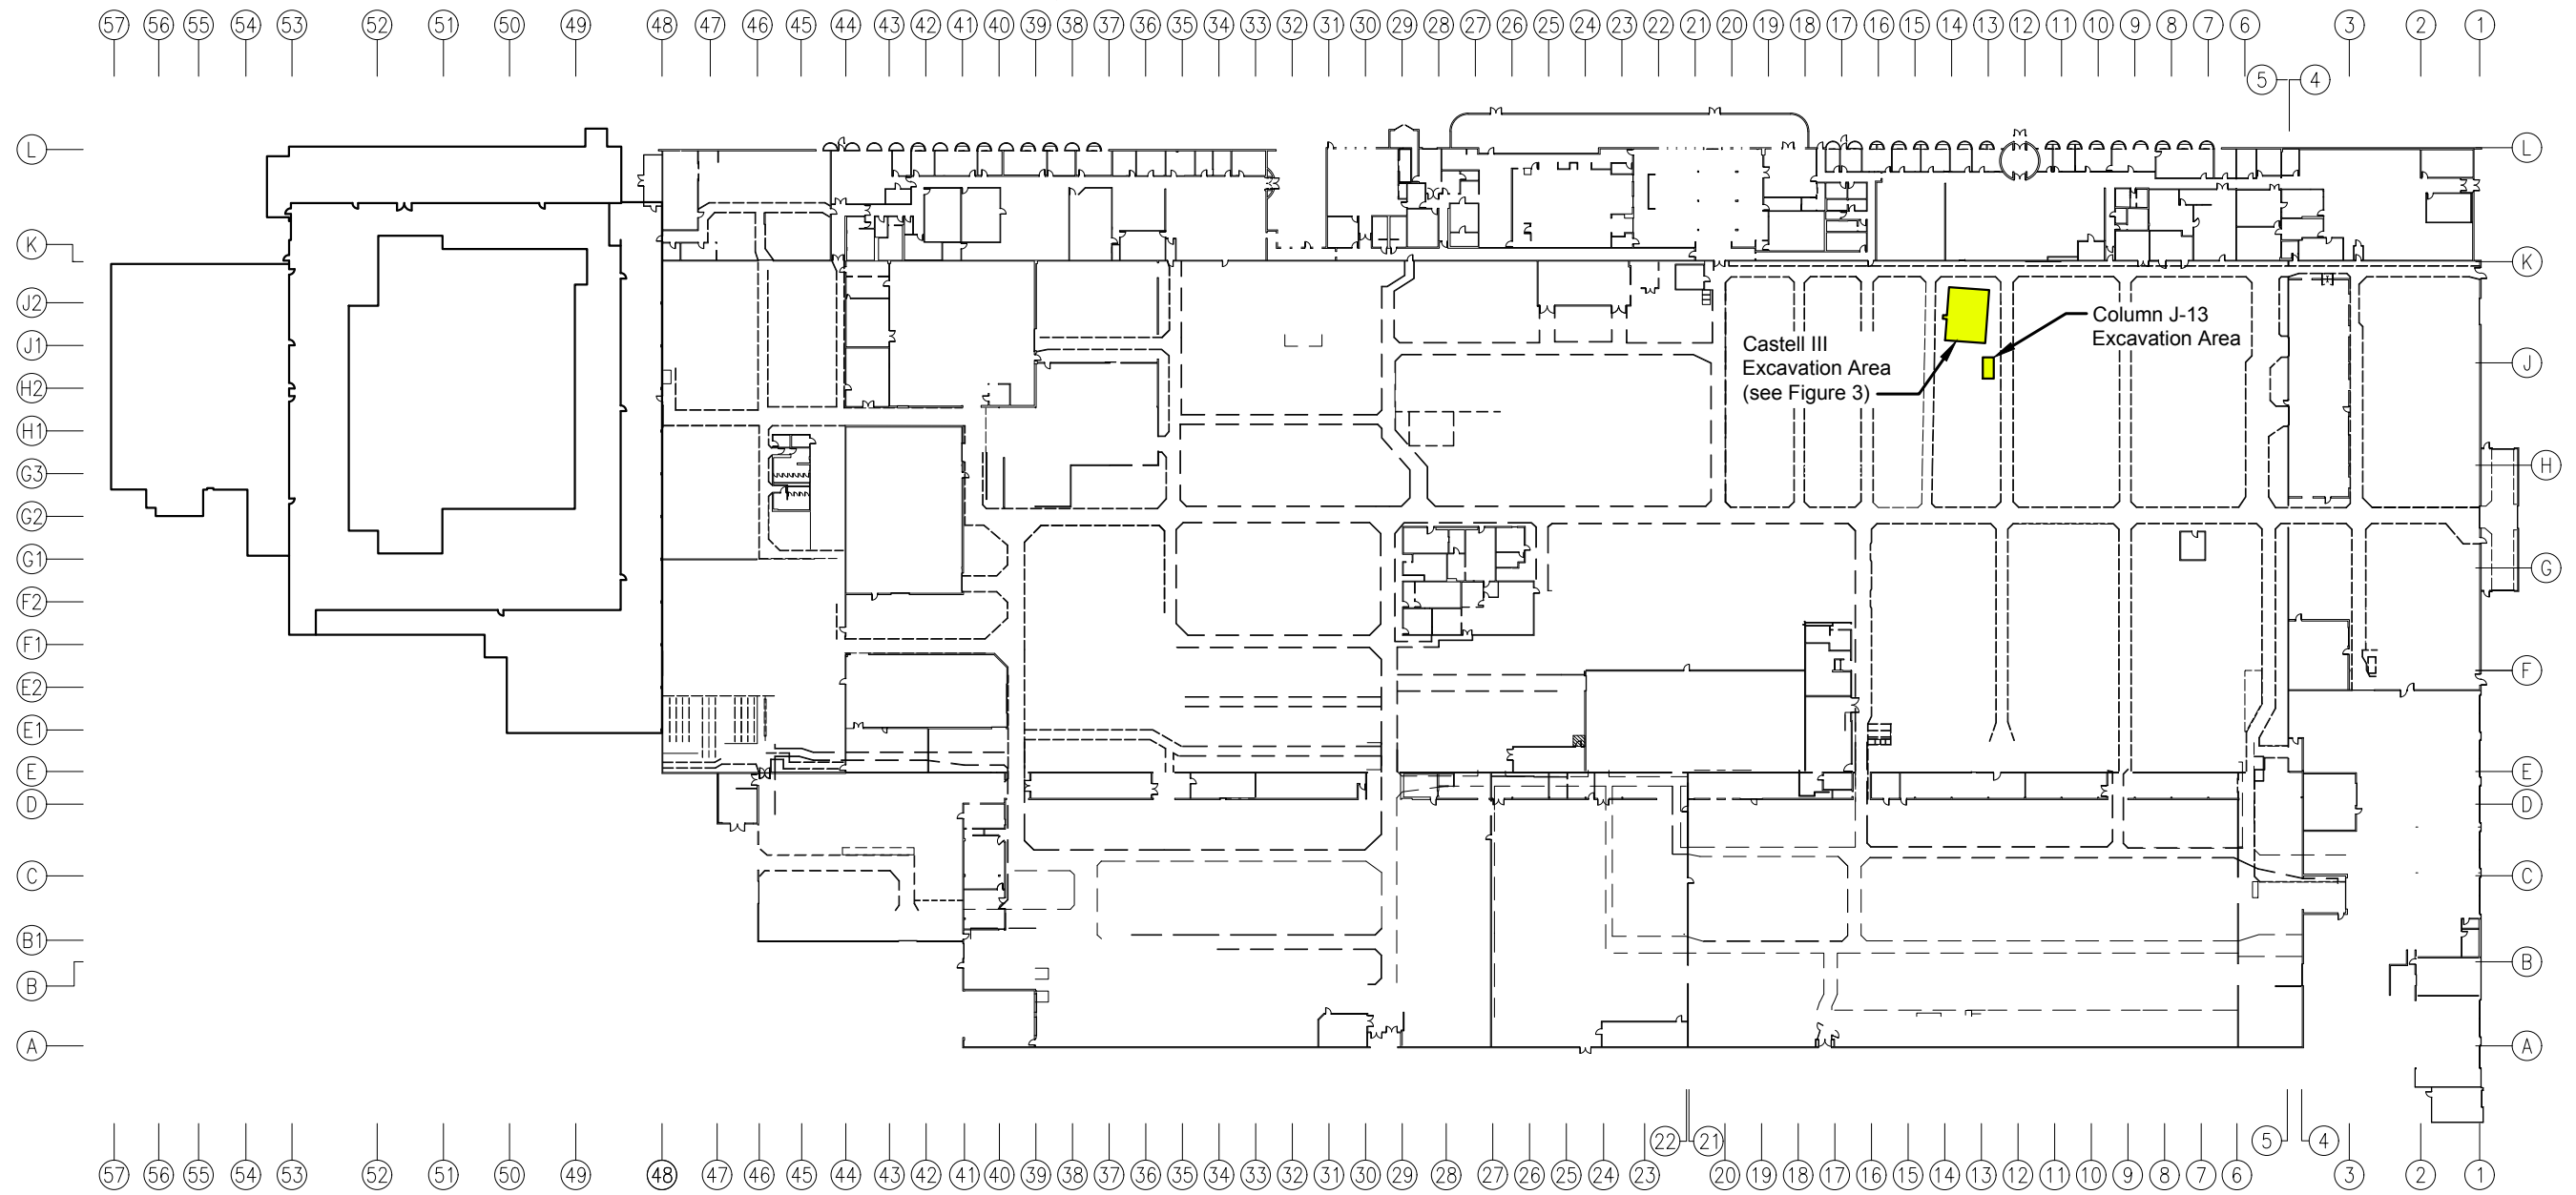 57 56 55 54 53 52 51 50 49 48 47 46 45 44 43 42 41 40 39 38 37 36 35 34 33 32 31 30 29 28 27 26 25 24 23 22 21 20 19 18 17 16 15 14 13 12 11 10 9 8 7 6 3 2 1
5 4
L L
K K
J2
Column J-13
Excavation Area
J1
Castell III
Excavation Area
(see Figure 3)
J
H2
H1
G3 H
G2
G1 G
F2
F1
E2 F
E1
E E
D D
C C
B1
B B
A A
22 21 5 4
57 56 55 54 53 52 51 50 49 48 47 46 45 44 43 42 41 40 39 38 37 36 35 34 33 32 31 30 29 28 27 26 25 24 23 20 19 18 17 16 15 14 13 12 11 10 9 8 7 6 3 2 1